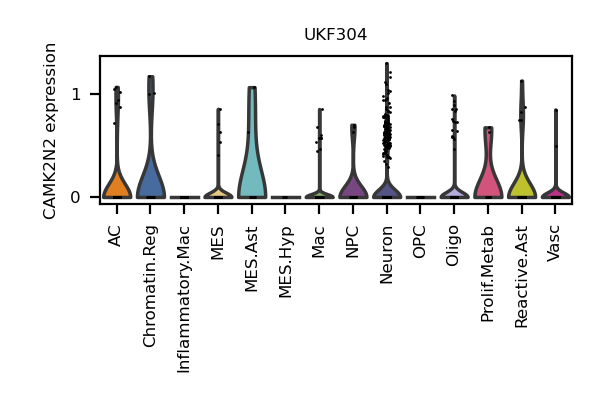 UKF304
CAMK2N2 expression
1
0
AC
Chromatin.Reg
Inflammatory.Mac
MES
MES.Ast
MES.Hyp
Mac
NPC
Neuron
OPC
Oligo
Prolif.Metab
Reactive.Ast
Vasc